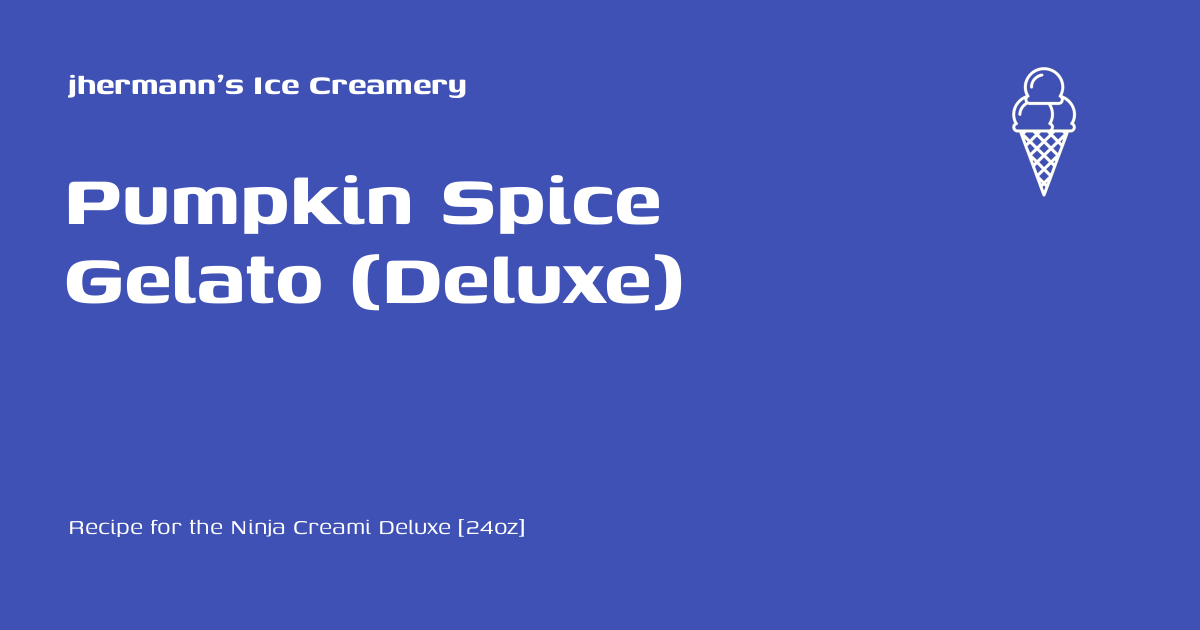 jhermann's Ice Creamery
Pumpkin Spice
Gelato (Deluxe)
Recipe for the Ninja Creami Deluxe [24oz]